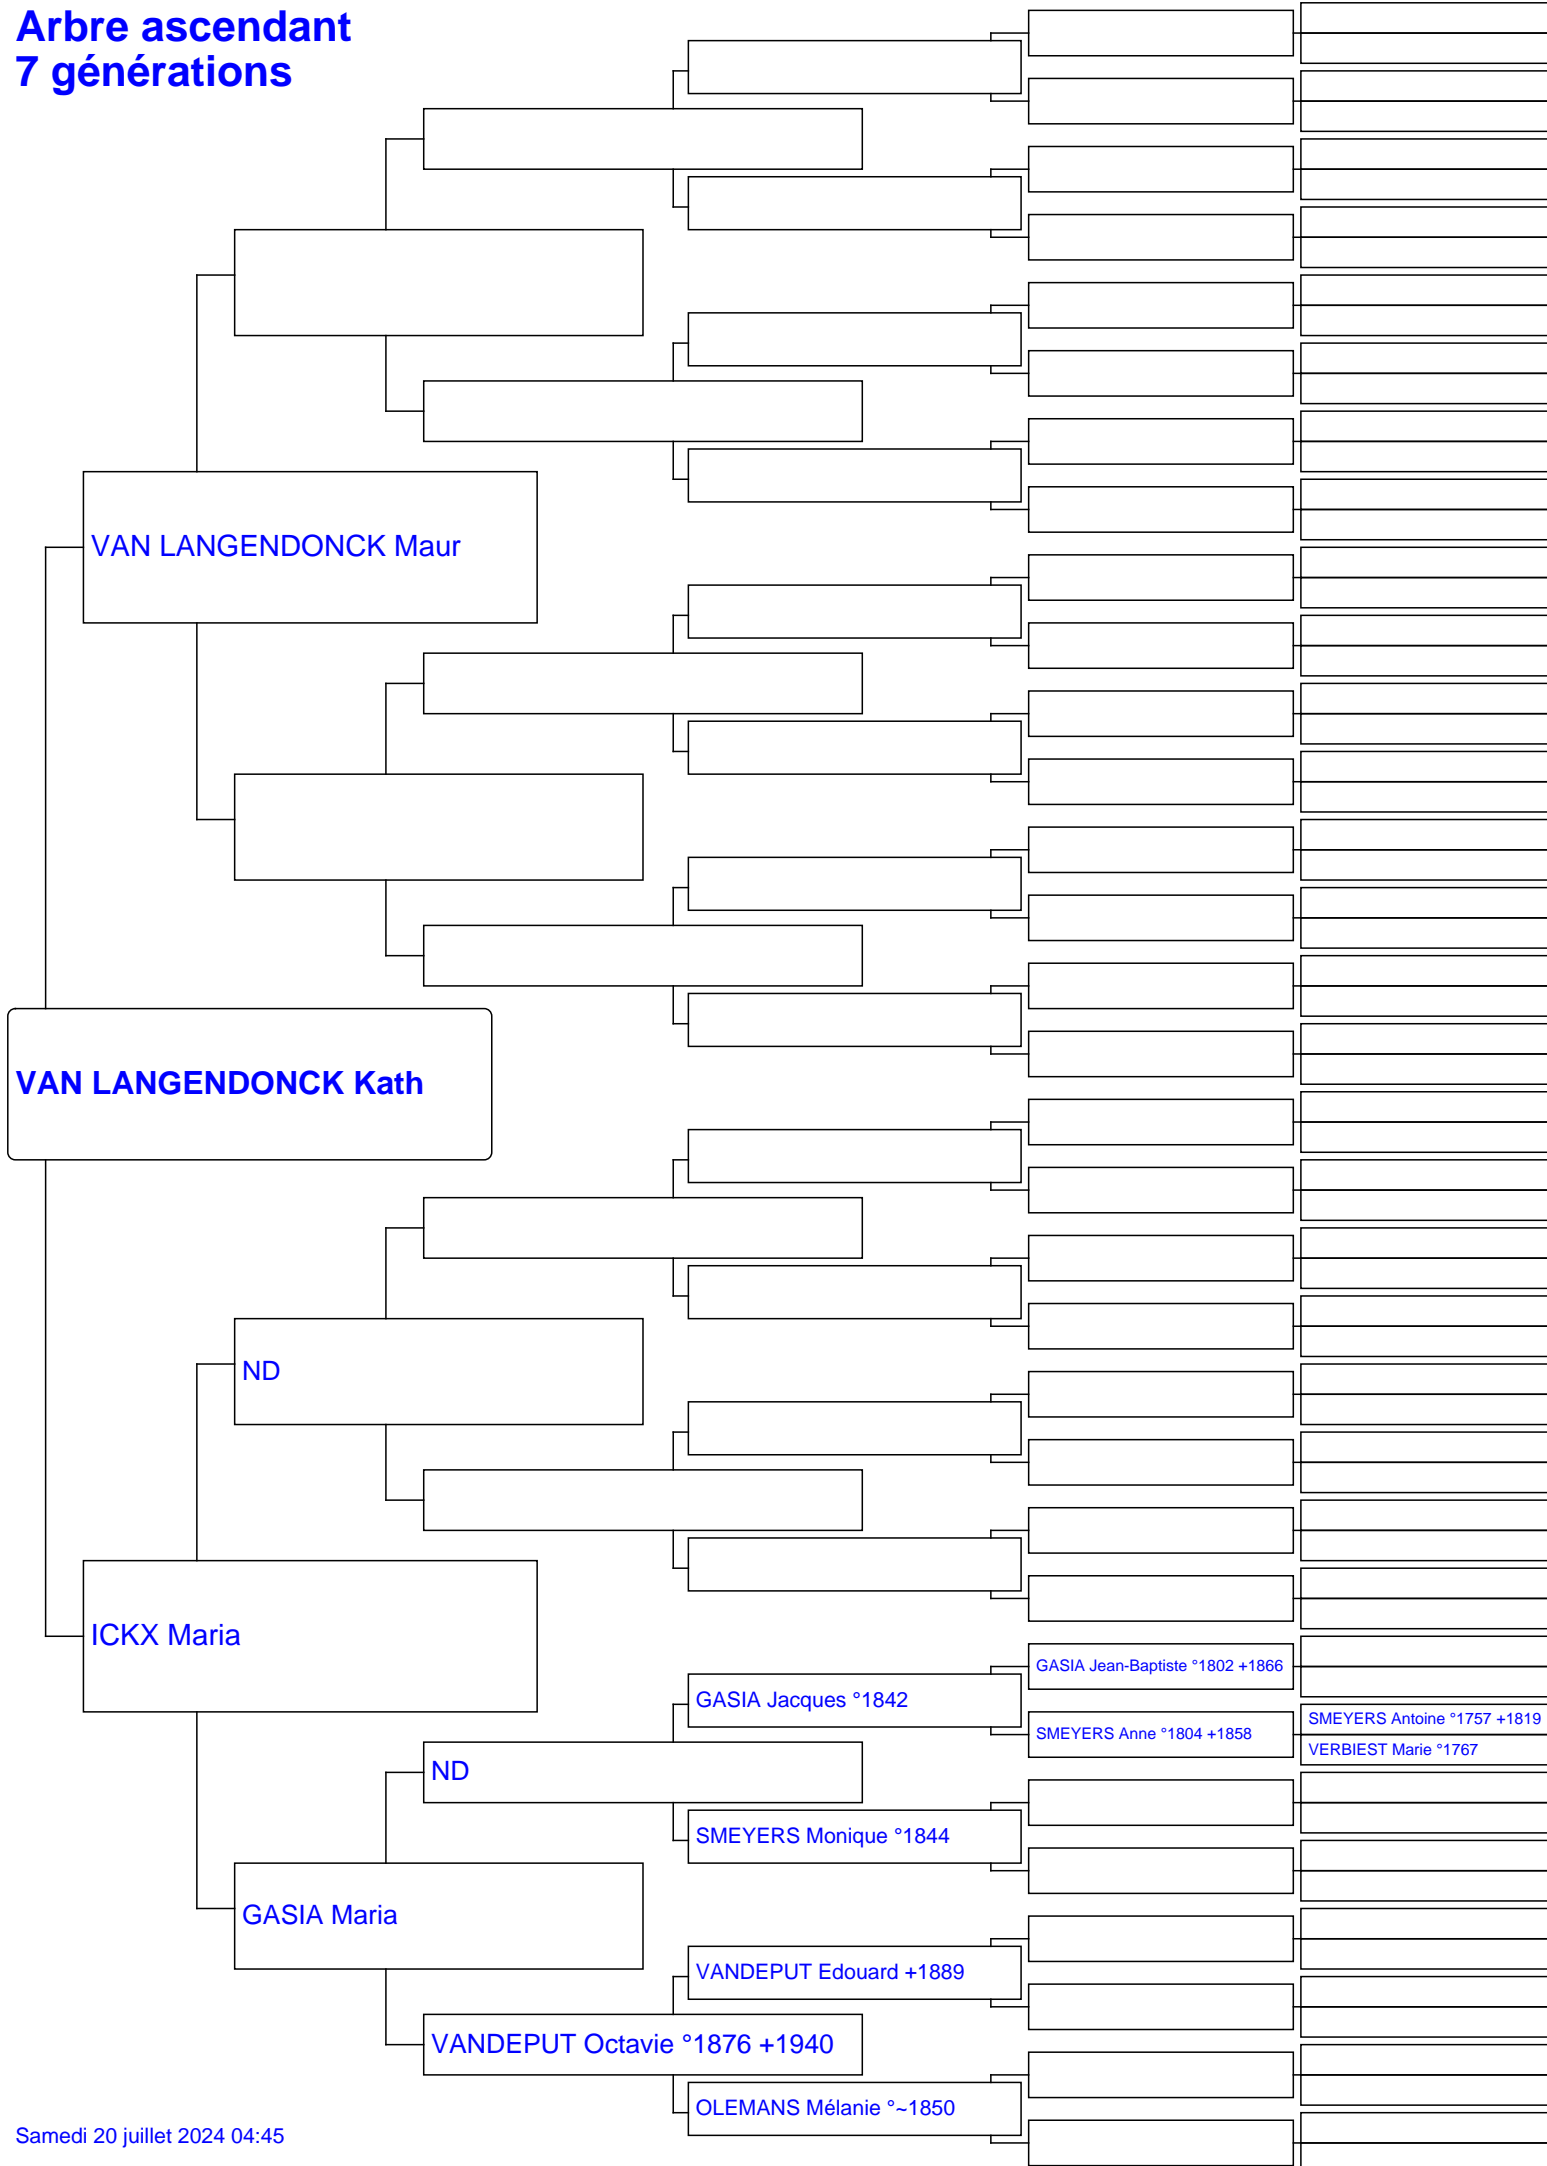 Arbre ascendant
7 générations
VAN LANGENDONCK Maur
VAN LANGENDONCK Kath
ND
ICKX Maria
GASIA Jean-Baptiste °1802 +1866
GASIA Jacques °1842
SMEYERS Antoine °1757 +1819
SMEYERS Anne °1804 +1858
VERBIEST Marie °1767
ND
SMEYERS Monique °1844
GASIA Maria
VANDEPUT Edouard +1889
VANDEPUT Octavie °1876 +1940
OLEMANS Mélanie °~1850
Samedi 20 juillet 2024 04:45